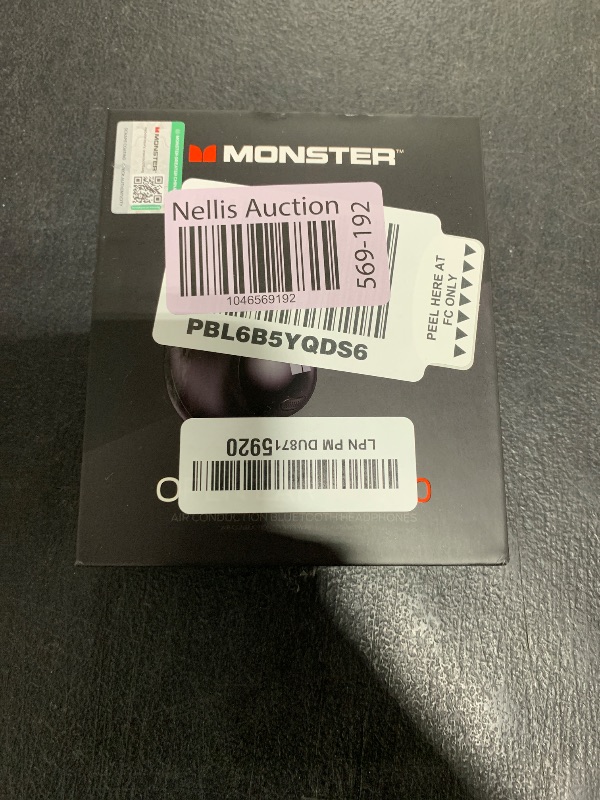 MONSTER™
MONSTER
Nellis Auction
1046569192
569-192
PBL6B5YQDS6
PEEL HERE AT
FC ONLY
LPN PM DU8715920
O
O
AIR CONDUCTION BLUETOOTH HEADPHONES